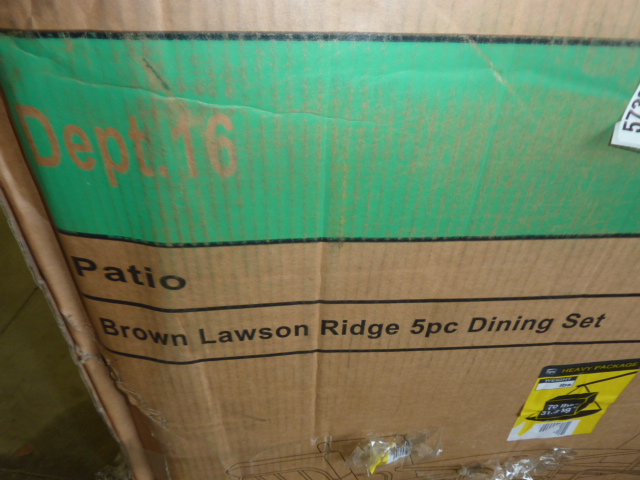 Dept.16
Patio
Brown Lawson Ridge 5pc Dining Set
HEAVY PACKAGE